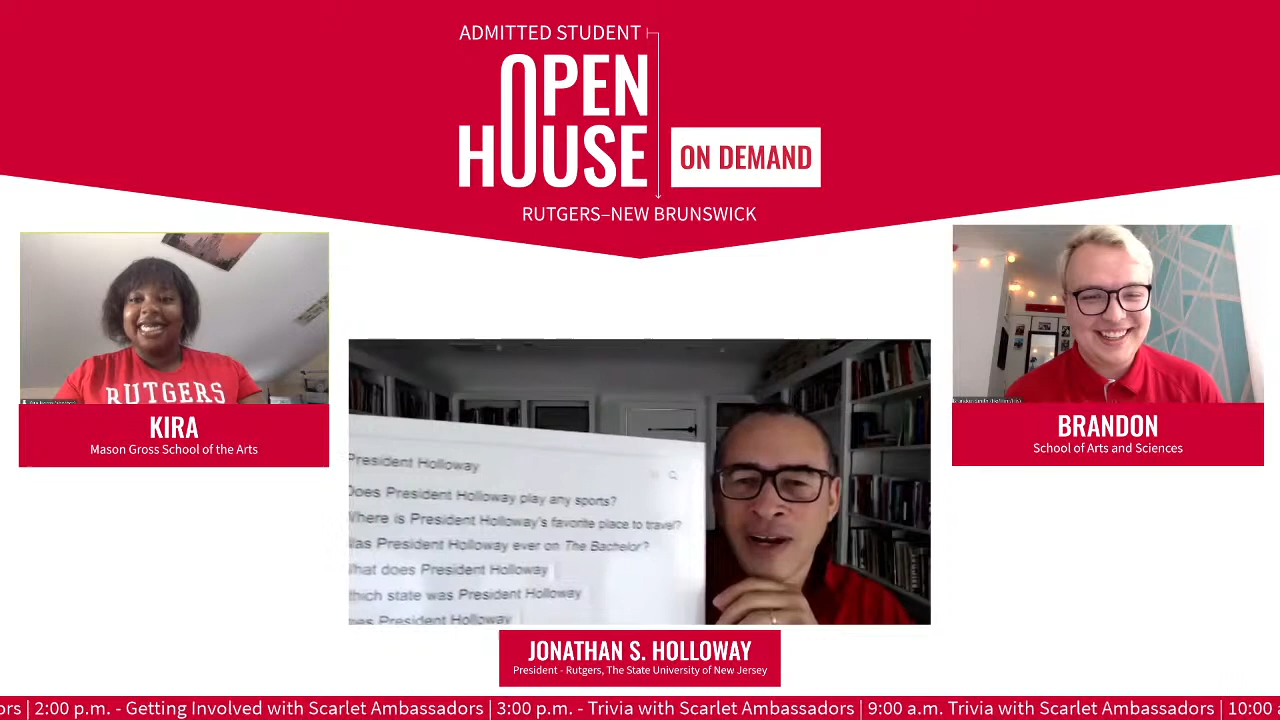 ADMITTED STUDENT
OPEN
HOUSE
ON DEMAND
RUTGERS–NEW BRUNSWICK
RUTGERS
KIRA
Mason Gross School of the Arts
BRANDON
School of Arts and Sciences
President Holloway
Does President Holloway play any sports?
Where is President Holloway's favorite place to travel?
Was President Holloway ever on The Bachelor?
What does President Holloway
which state was President Holloway
President Holloway
JONATHAN S. HOLLOWAY
President - Rutgers, The State University of New Jersey
ors | 2:00 p.m. - Getting Involved with Scarlet Ambassadors | 3:00 p.m. - Trivia with Scarlet Ambassadors | 9:00 a.m. Trivia with Scarlet Ambassadors | 10:00